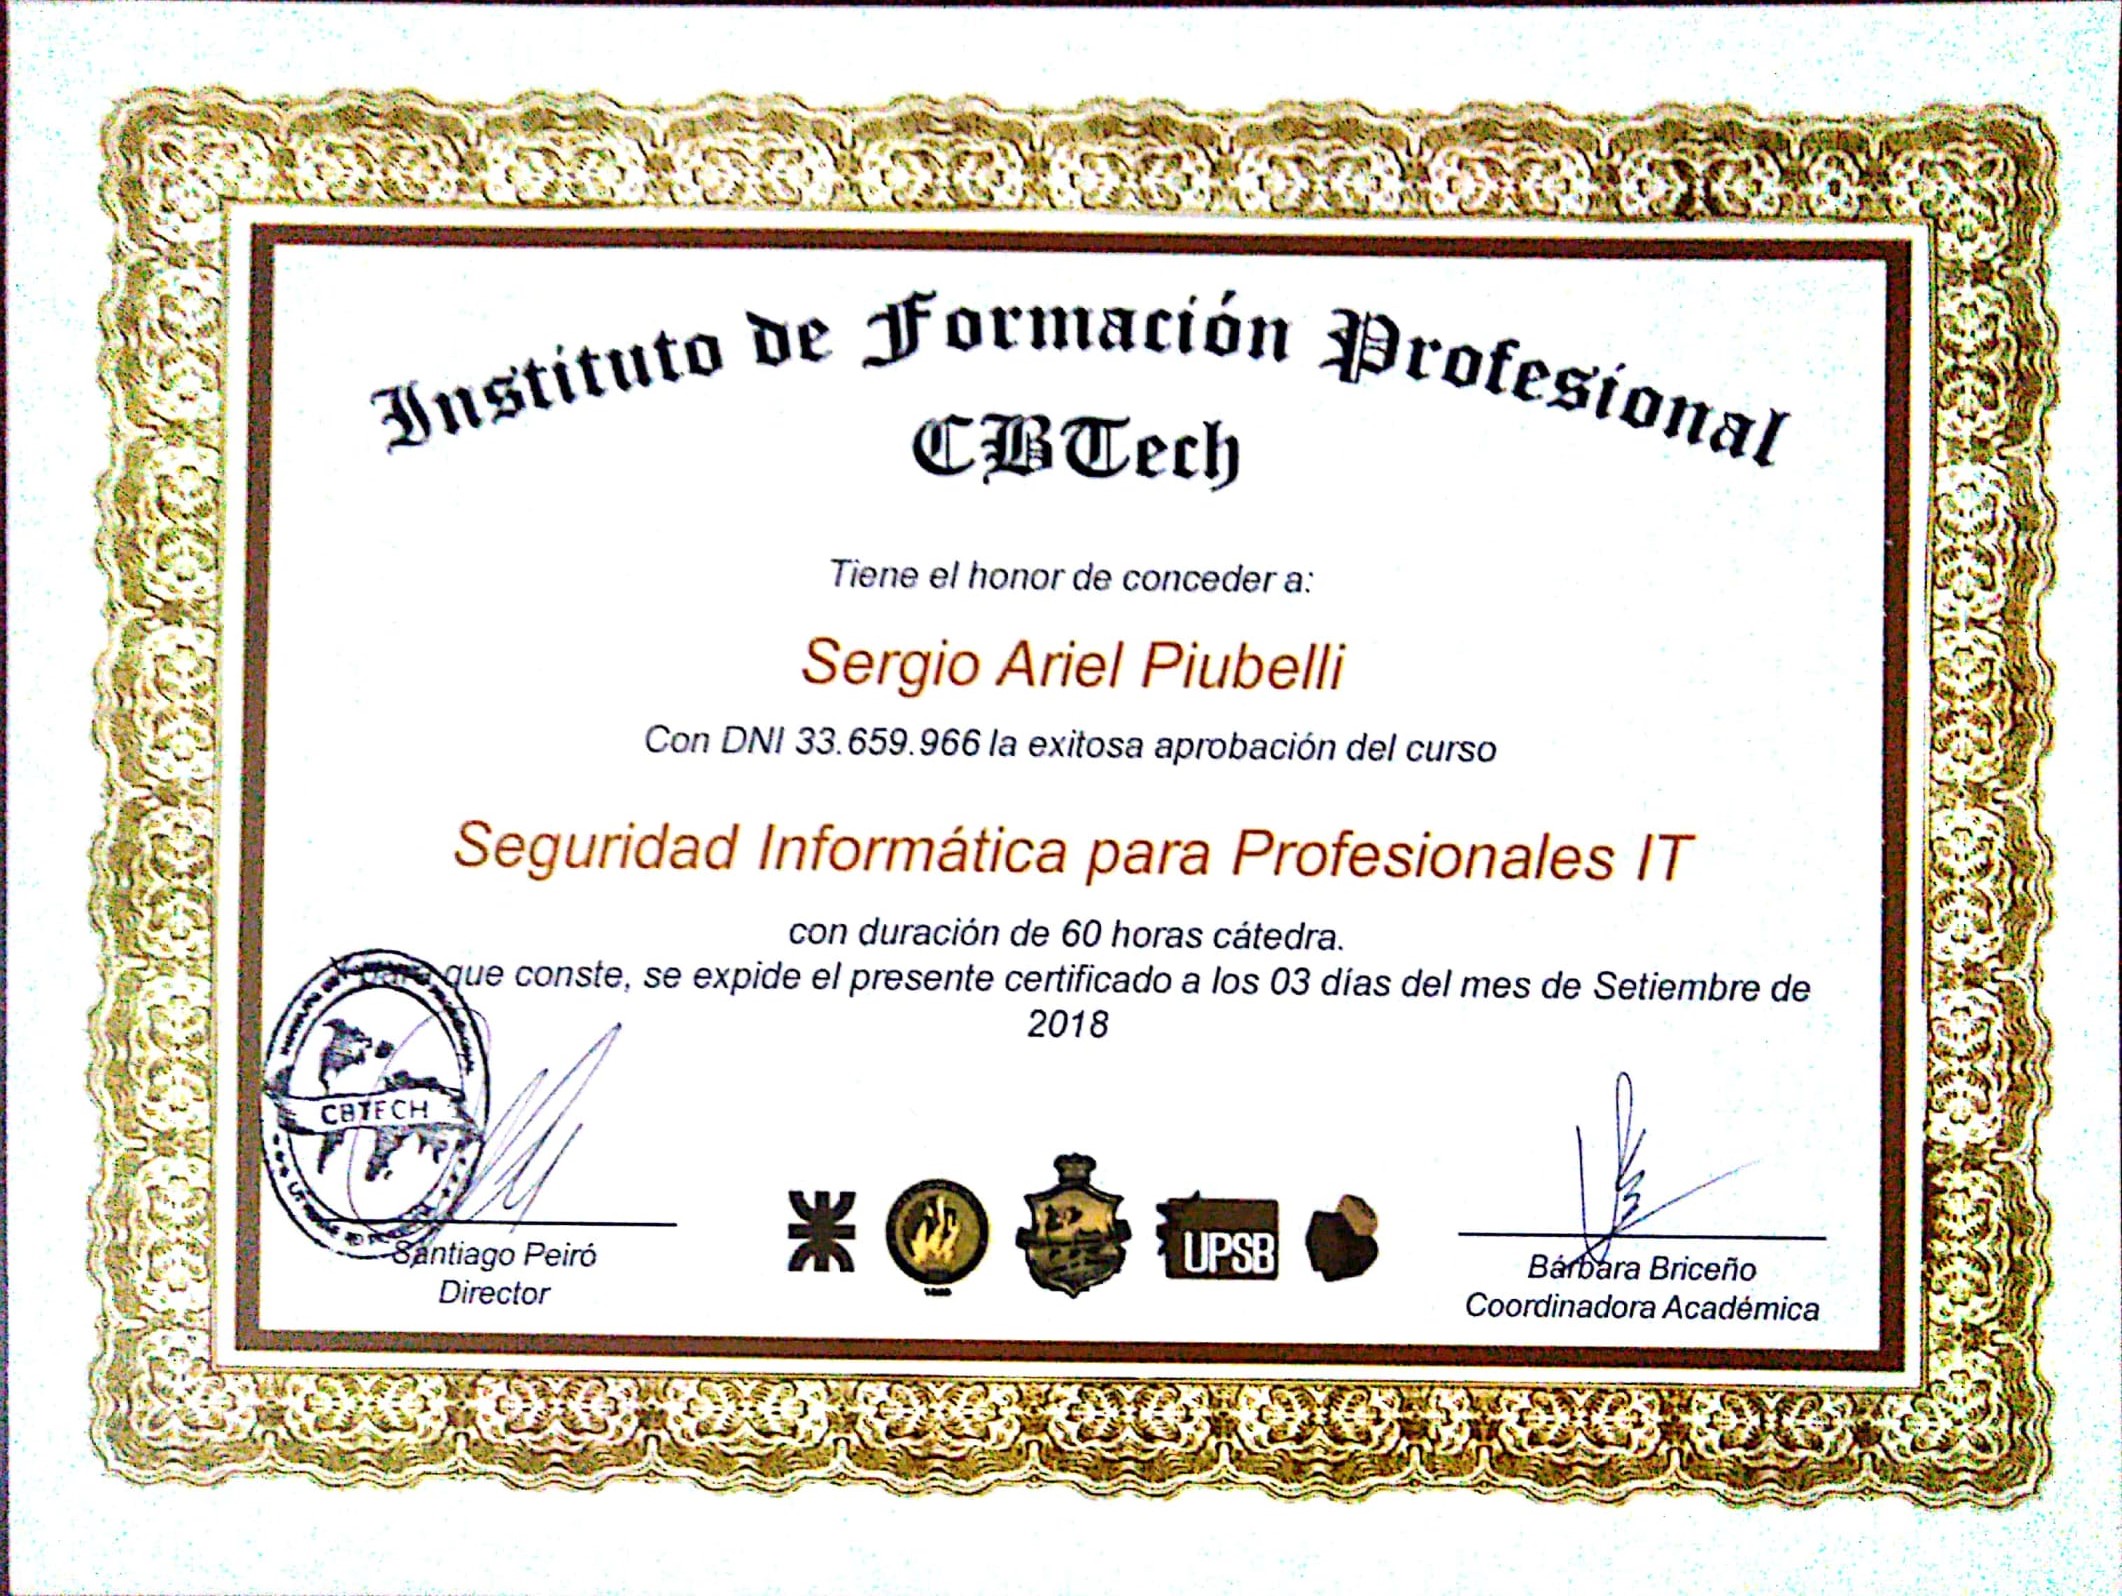 Instituto de Formación Profesional
CBTech
Tiene el honor de conceder a:
Sergio Ariel Piubelli
Con DNI 33.659.966 la exitosa aprobación del curso
Seguridad Informática para Profesionales IT
con duración de 60 horas cátedra.
Y para que conste, se expide el presente certificado a los 03 días del mes de Setiembre de
2018
CBTECH
UPSB
Santiago Peiró
Director
Bárbara Briceño
Coordinadora Académica